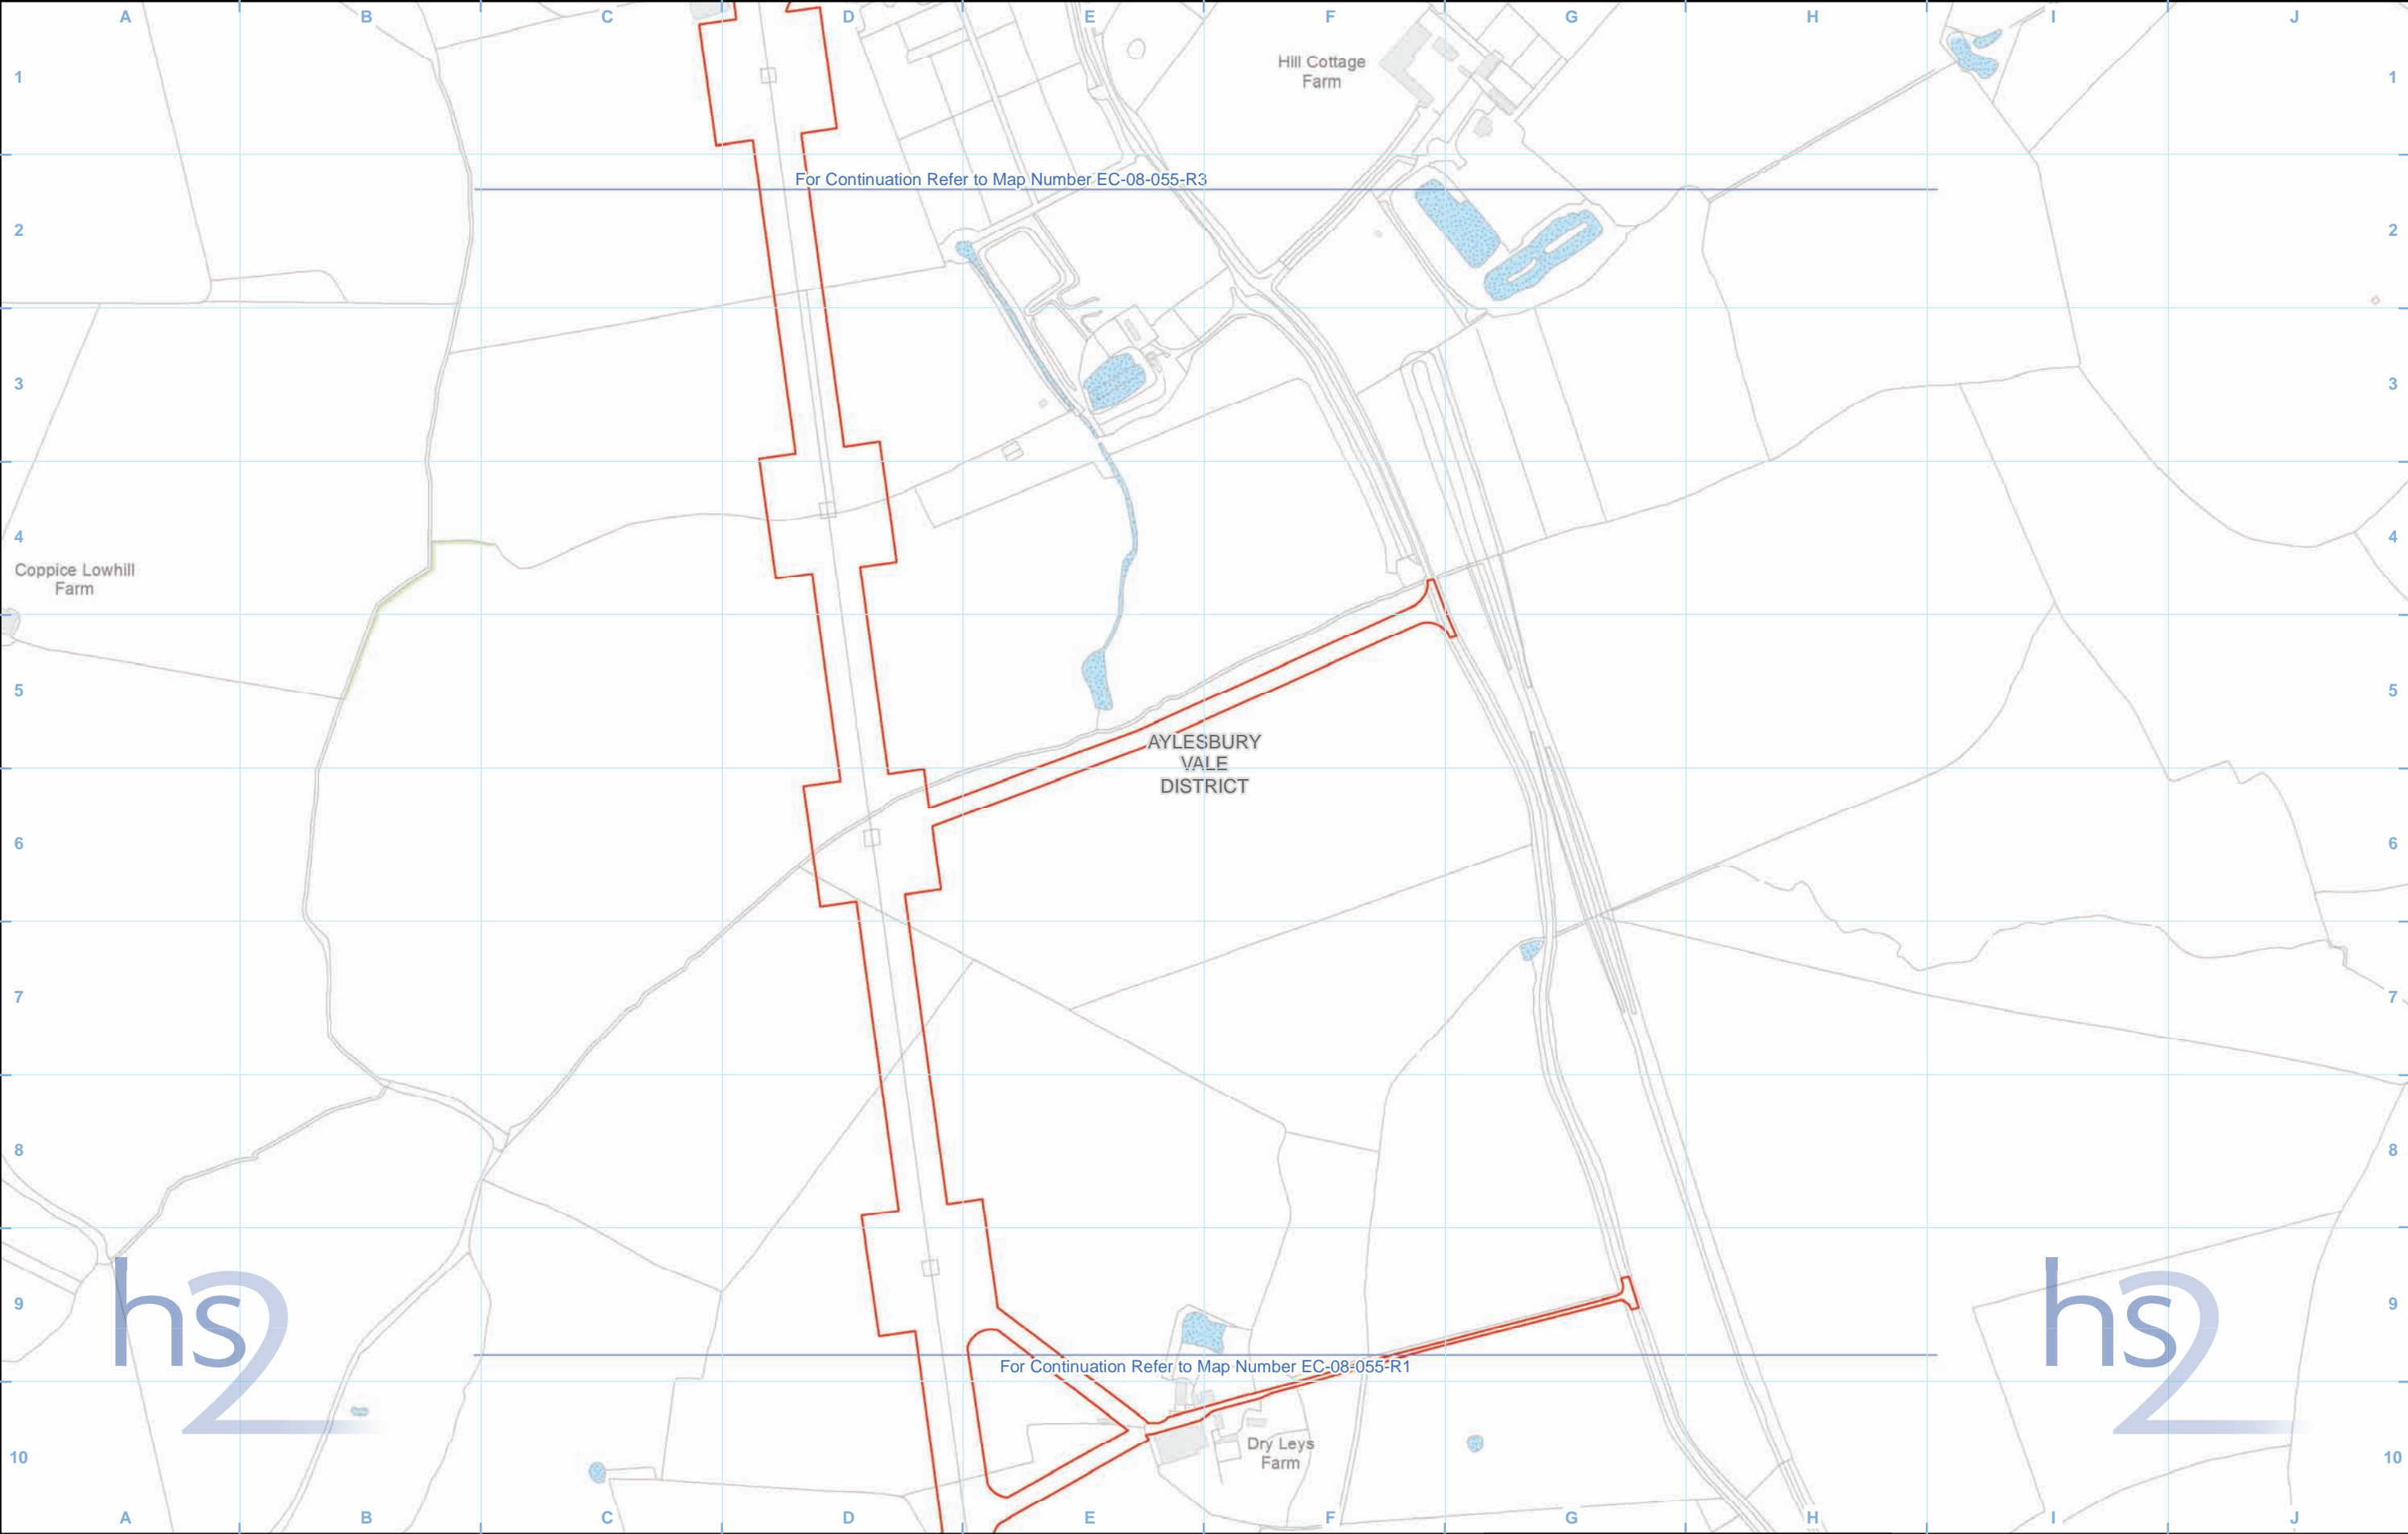 A B C D E F G H I J
1 1
Hill Cottage
Farm
For Continuation Refer to Map Number EC-08-055-R3
2 2
3 3
4 4
Coppice Lowhill
Farm
5 5
AYLESBURY
VALE
DISTRICT
6 6
7 7
8 8
9 9
hs2 hs2
For Continuation Refer to Map Number EC-08-055-R1
Dry Leys
Farm
10 10
A B C D E F G H I J